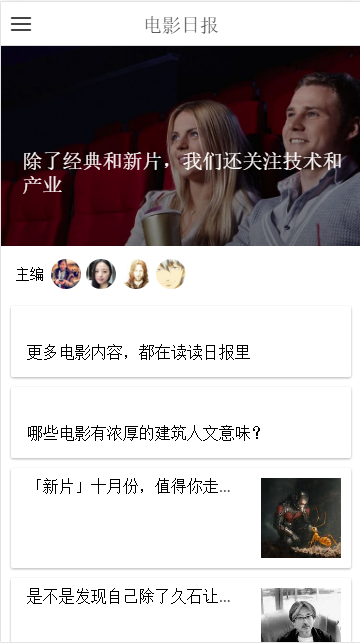 电影日报
除了经典和新片，我们还关注技术和
产业
主编
更多电影内容，都在读读日报里
哪些电影有浓厚的建筑人文意味？
「新片」十月份，值得你走...
是不是发现自己除了久石让...